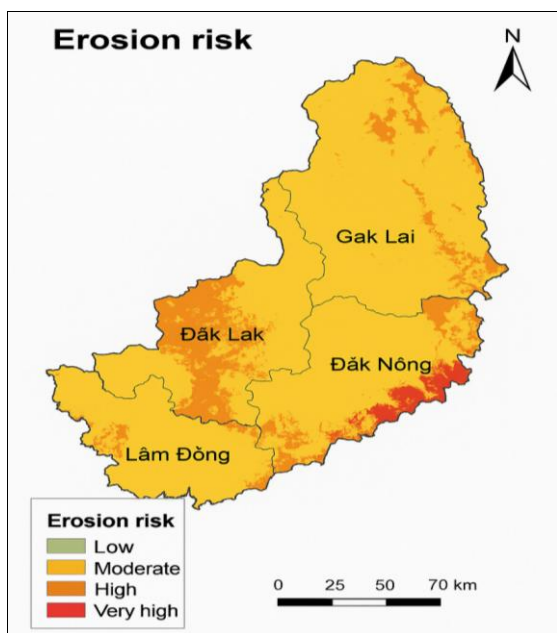 Erosion risk
N
Gak Lai
Đăk Lak
Đăk Nông
Lâm Đồng
Erosion risk
Low
Moderate
High
Very high
0 25 50 70 km